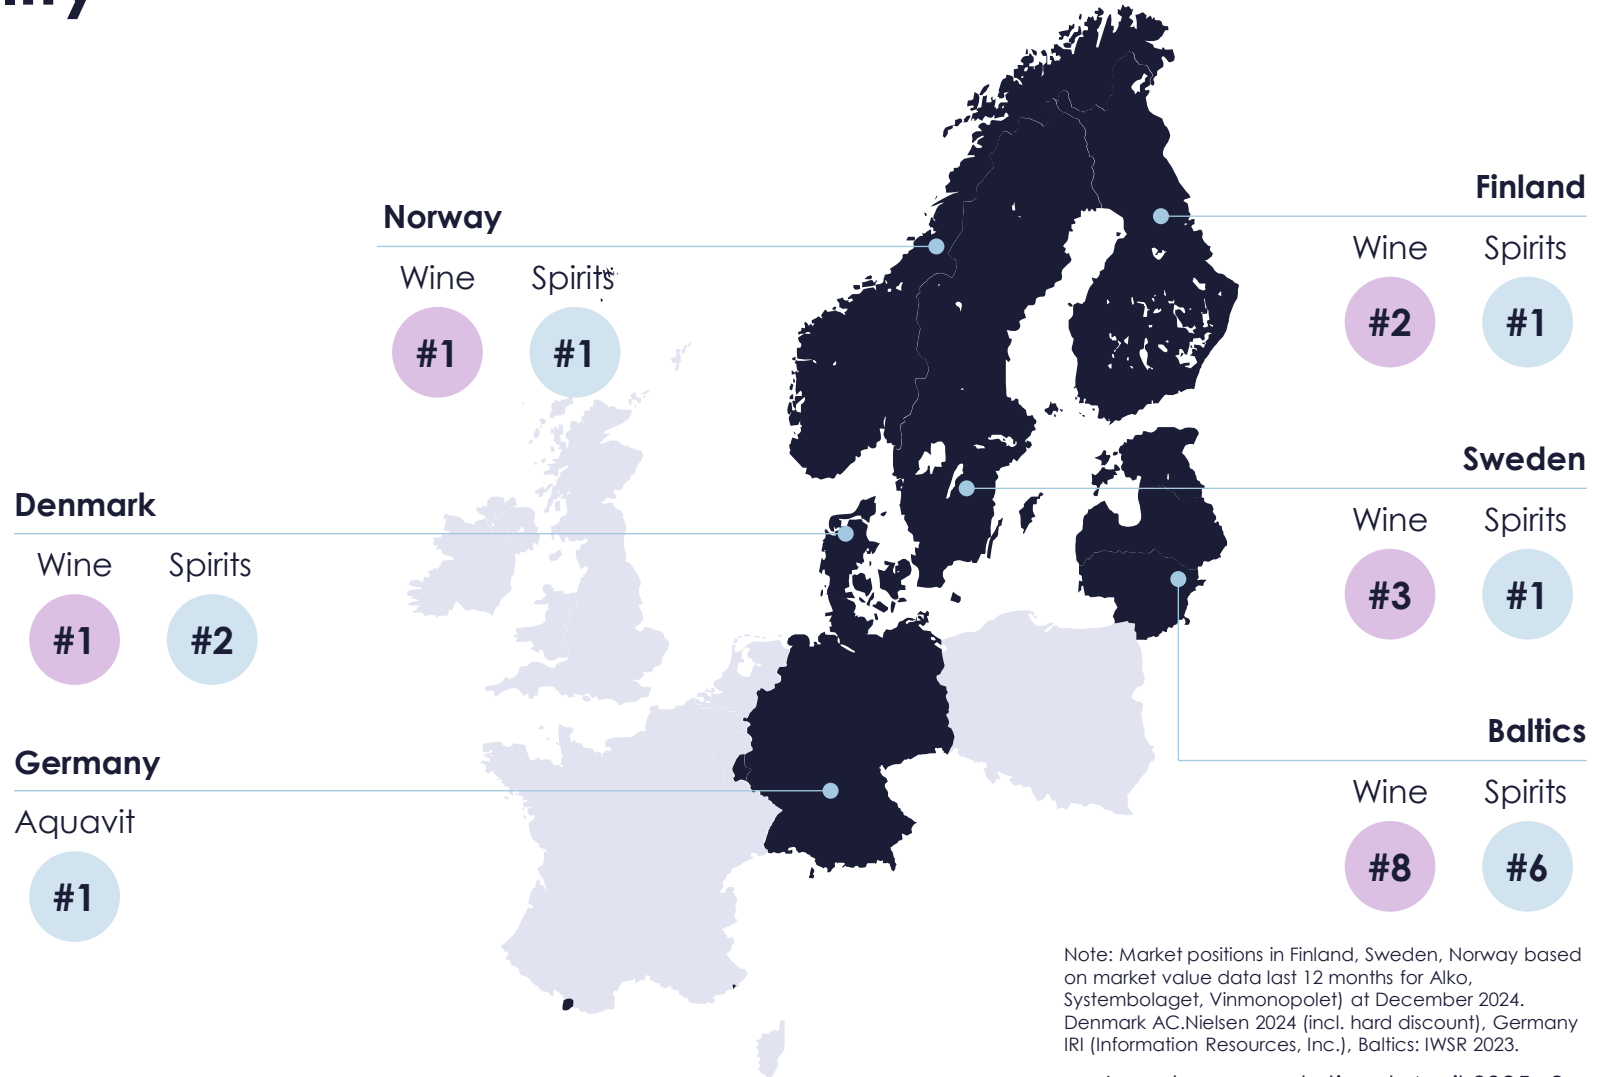 Norway
Wine Spirits
#1 #1
Denmark
Wine Spirits
#1 #2
Germany
Aquavit
#1
Finland
Wine Spirits
#2 #1
Sweden
Wine Spirits
#3 #1
Baltics
Wine Spirits
#8 #6
Note: Market positions in Finland, Sweden, Norway based
on market value data last 12 months for Alko,
Systembolaget, Vinmonopolet) at December 2024.
Denmark AC.Nielsen 2024 (incl. hard discount), Germany
IRI (Information Resources, Inc.), Baltics: IWSR 2023.